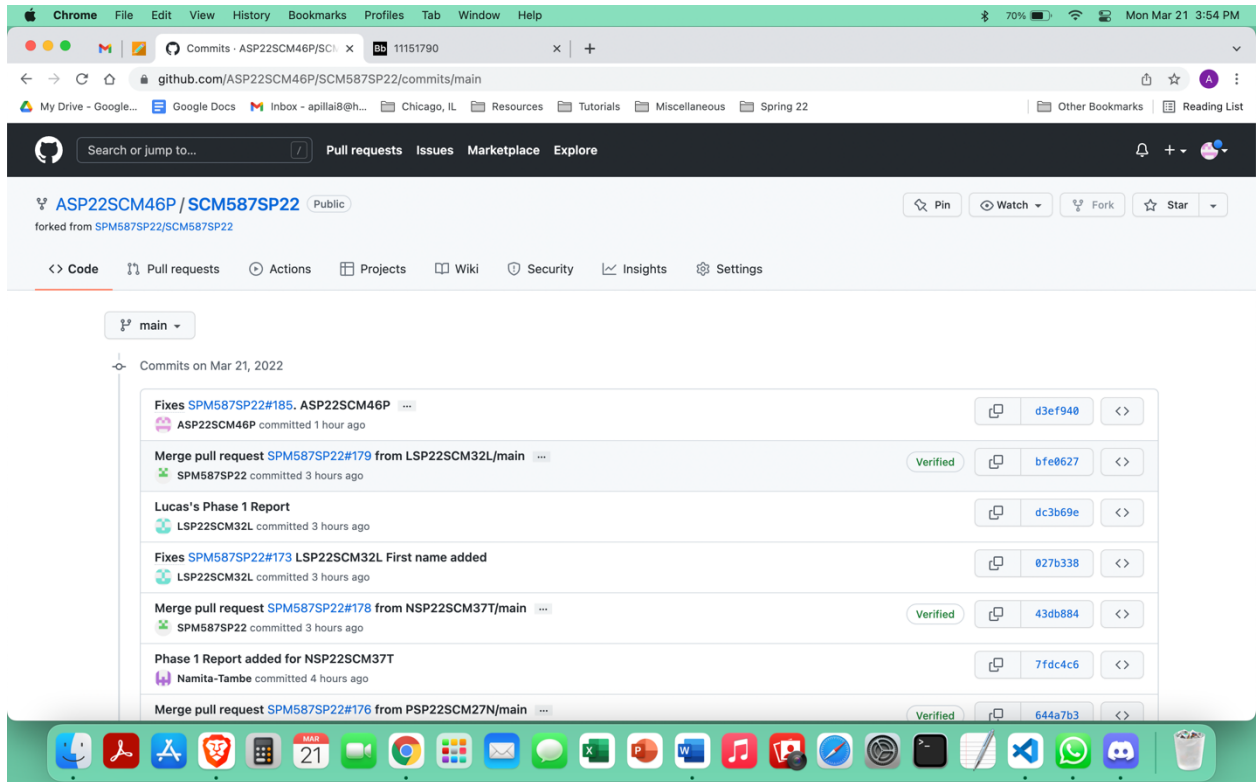 Chrome File Edit View History Bookmarks Profiles Tab Window Help 70% Mon Mar 21 3:54 PM
Commits · ASP22SCM46P/SCM Bb 11151790
github.com/ASP22SCM46P/SCM587SP22/commits/main A
My Drive - Google... Google Docs Inbox - apillai8@h... Chicago, IL Resources Tutorials Miscellaneous Spring 22 Other Bookmarks Reading List
Search or jump to... / Pull requests Issues Marketplace Explore
ASP22SCM46P / SCM587SP22 Public Pin Watch Fork Star
forked from SPM587SP22/SCM587SP22
<> Code Pull requests Actions Projects Wiki Security Insights Settings
main
Commits on Mar 21, 2022
Fixes SPM587SP22#185. ASP22SCM46P ... d3ef940 <>
ASP22SCM46P committed 1 hour ago
Merge pull request SPM587SP22#179 from LSP22SCM32L/main ... Verified bfe0627 <>
SPM587SP22 committed 3 hours ago
Lucas's Phase 1 Report dc3b69e <>
LSP22SCM32L committed 3 hours ago
Fixes SPM587SP22#173 LSP22SCM32L First name added 027b338 <>
LSP22SCM32L committed 3 hours ago
Merge pull request SPM587SP22#178 from NSP22SCM37T/main ... Verified 43db884 <>
SPM587SP22 committed 3 hours ago
Phase 1 Report added for NSP22SCM37T 7fdc4c6 <>
Namita-Tambe committed 4 hours ago
Merge pull request SPM587SP22#176 from PSP22SCM27N/main ... Verified 644a7b3 <>
MAR
21